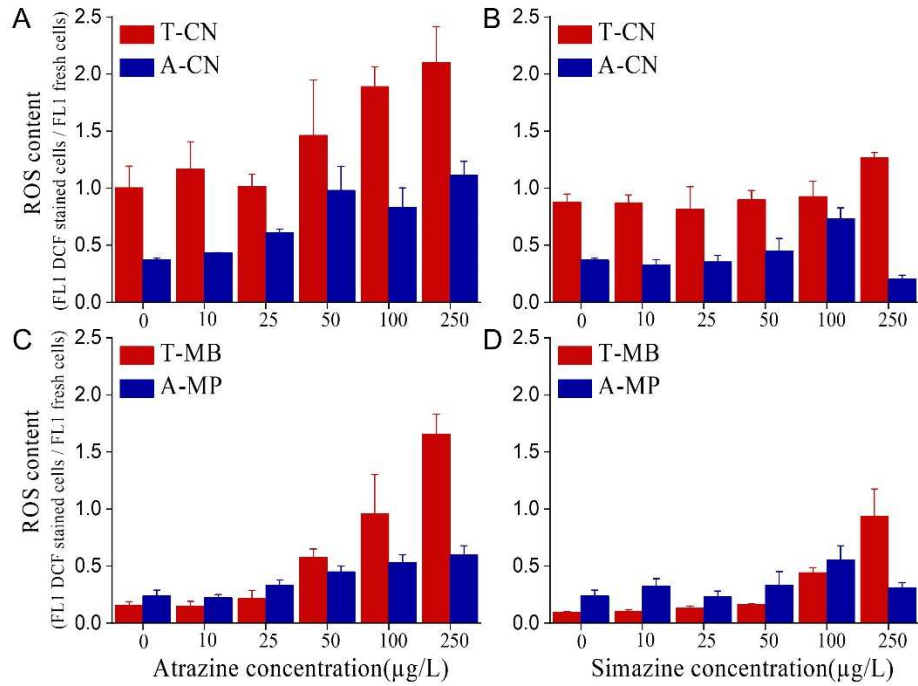 A
T-CN
A-CN
2.5
2.0
1.5
1.0
0.5
0.0
ROS content
(FL1 DCF stained cells / FL1 fresh cells)
0 10 25 50 100 250
B
T-CN
A-CN
2.5
2.0
1.5
1.0
0.5
0.0
0 10 25 50 100 250
C
T-MB
A-MP
2.5
2.0
1.5
1.0
0.5
0.0
ROS content
(FL1 DCF stained cells / FL1 fresh cells)
0 10 25 50 100 250
Atrazine concentration(µg/L)
D
T-MB
A-MP
2.5
2.0
1.5
1.0
0.5
0.0
0 10 25 50 100 250
Simazine concentration(µg/L)